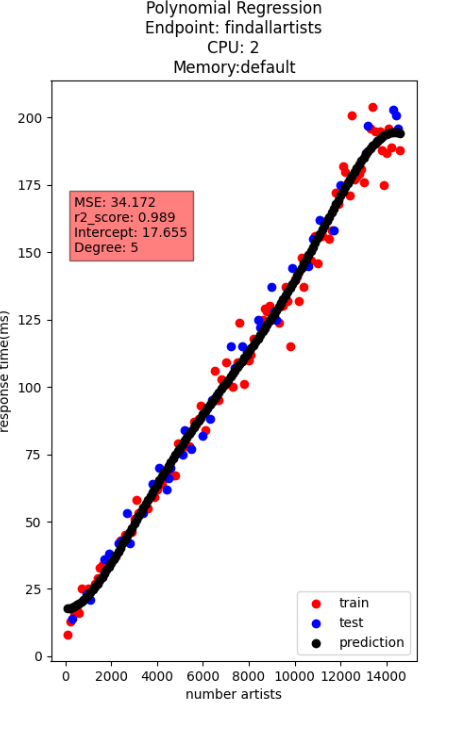 Polynomial Regression
Endpoint: findallartists
CPU: 2
Memory:default
200
175
150
125
100
75
50
25
0
response time(ms)
MSE: 34.172
r2_score: 0.989
Intercept: 17.655
Degree: 5
train
test
prediction
0 2000 4000 6000 8000 10000 12000 14000
number artists